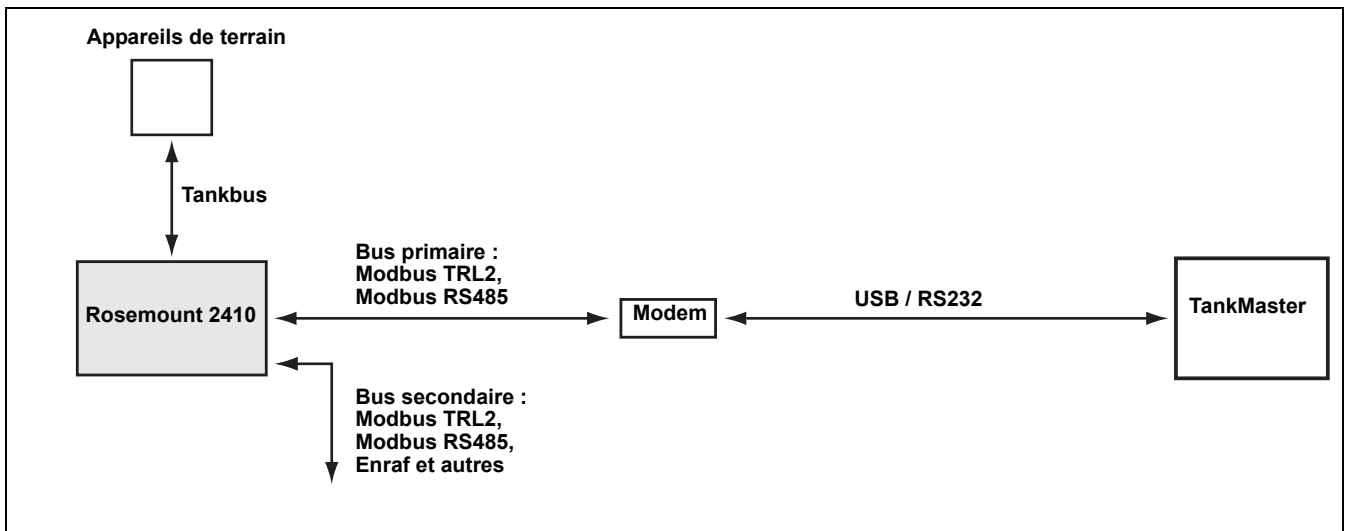 Appareils de terrain
Tankbus
Bus primaire :
Modbus TRL2,
Modbus RS485
Rosemount 2410
Modem
USB / RS232
TankMaster
Bus secondaire :
Modbus TRL2,
Modbus RS485,
Enraf et autres